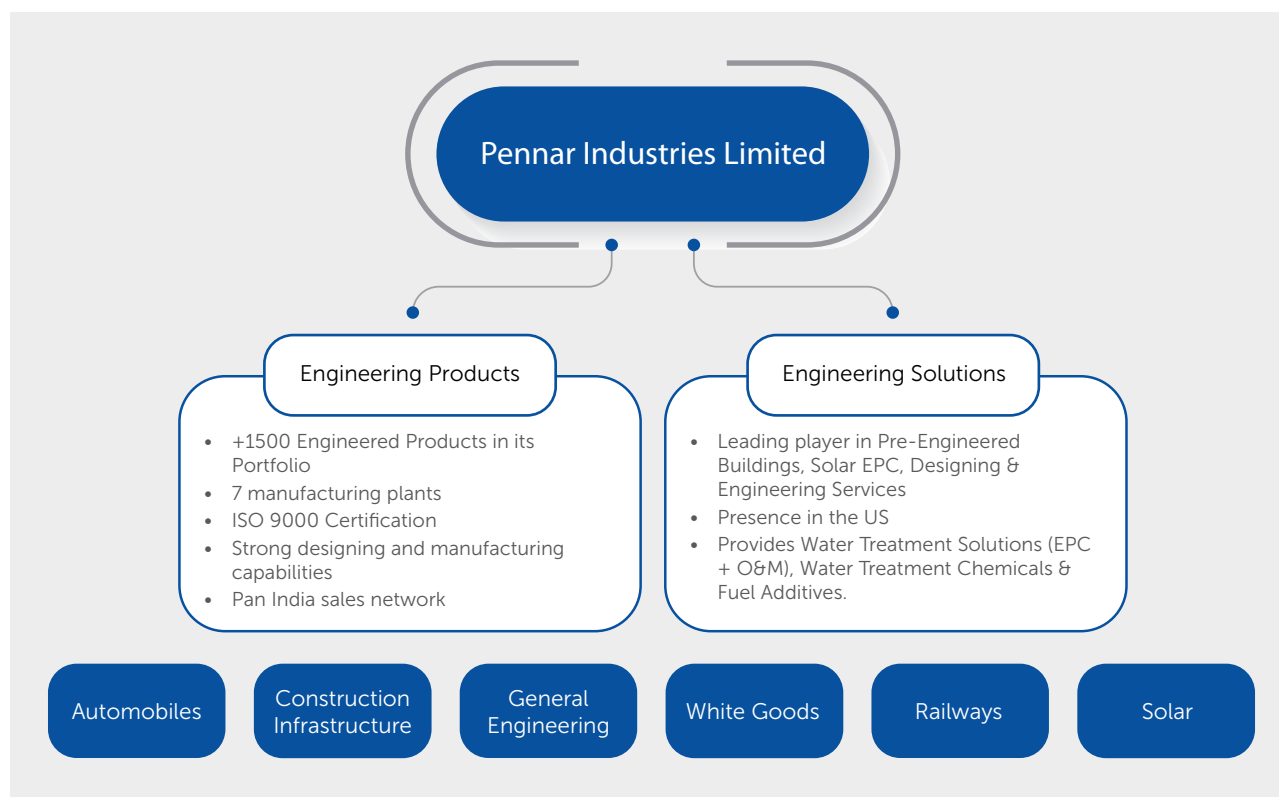 Pennar Industries Limited
Engineering Products
• +1500 Engineered Products in its
Portfolio
• 7 manufacturing plants
• ISO 9000 Certification
• Strong designing and manufacturing
capabilities
• Pan India sales network
Engineering Solutions
• Leading player in Pre-Engineered
Buildings, Solar EPC, Designing &
Engineering Services
• Presence in the US
• Provides Water Treatment Solutions (EPC
+ O&M), Water Treatment Chemicals &
Fuel Additives.
Automobiles
Construction
Infrastructure
General
Engineering
White Goods
Railways
Solar